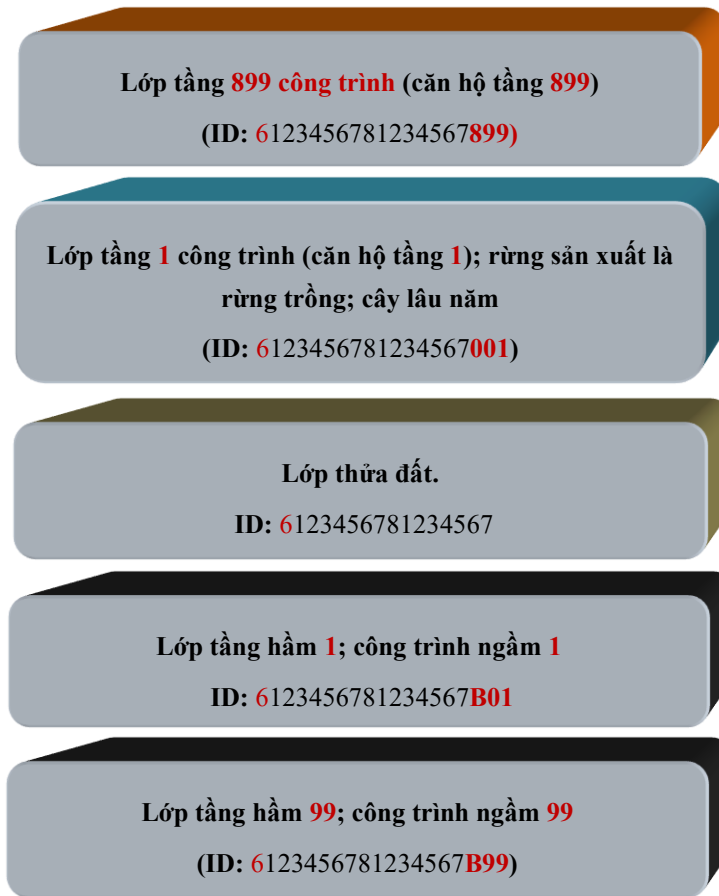 Lớp tầng 899 công trình (căn hộ tầng 899)
(ID: 6123456781234567899)
Lớp tầng 1 công trình (căn hộ tầng 1); rừng sản xuất là
rừng trồng; cây lâu năm
(ID: 6123456781234567001)
Lớp thửa đất.
ID: 6123456781234567
Lớp tầng hầm 1; công trình ngầm 1
ID: 6123456781234567B01
Lớp tầng hầm 99; công trình ngầm 99
(ID: 6123456781234567B99)